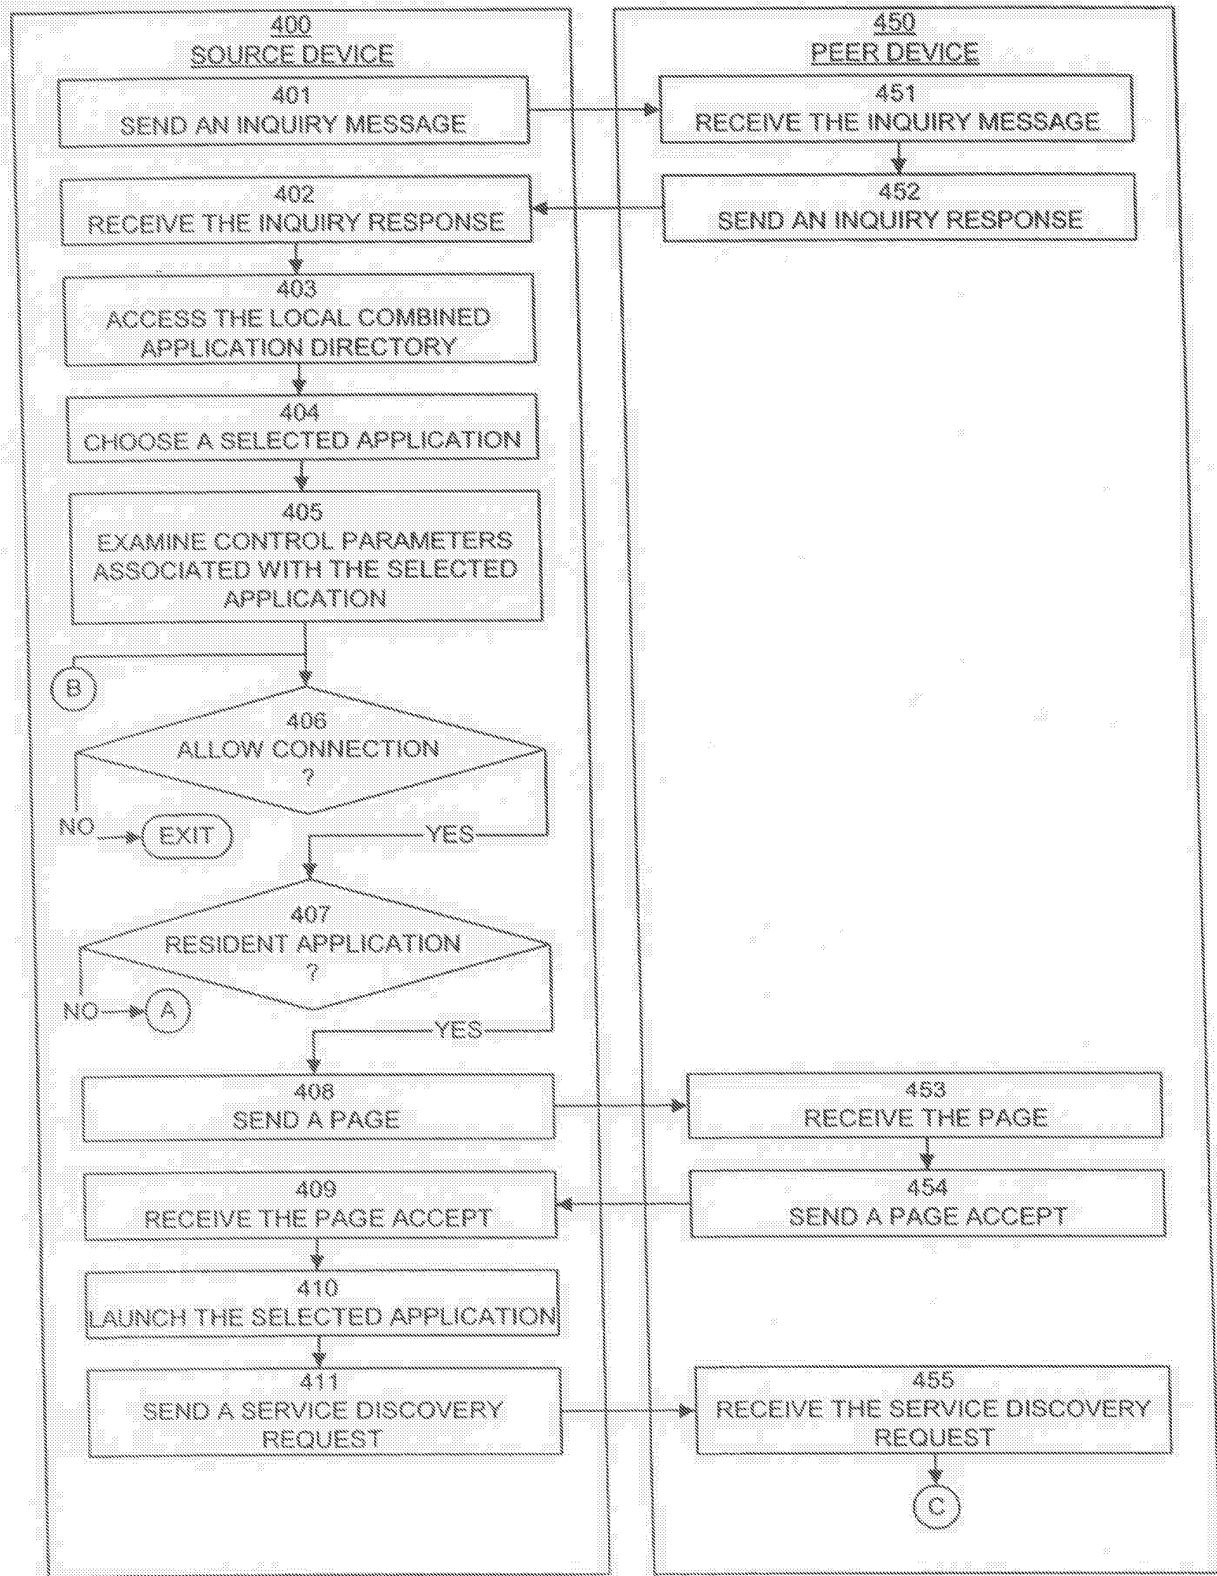 400
SOURCE DEVICE
401
SEND AN INQUIRY MESSAGE
402
RECEIVE THE INQUIRY RESPONSE
403
ACCESS THE LOCAL COMBINED
APPLICATION DIRECTORY
404
CHOOSE A SELECTED APPLICATION
405
EXAMINE CONTROL PARAMETERS
ASSOCIATED WITH THE SELECTED
APPLICATION
B
406
ALLOW CONNECTION
?
NO
EXIT
YES
407
RESIDENT APPLICATION
?
NO
A
YES
408
SEND A PAGE
409
RECEIVE THE PAGE ACCEPT
410
LAUNCH THE SELECTED APPLICATION
411
SEND A SERVICE DISCOVERY
REQUEST
450
PEER DEVICE
451
RECEIVE THE INQUIRY MESSAGE
452
SEND AN INQUIRY RESPONSE
453
RECEIVE THE PAGE
454
SEND A PAGE ACCEPT
455
RECEIVE THE SERVICE DISCOVERY
REQUEST
C